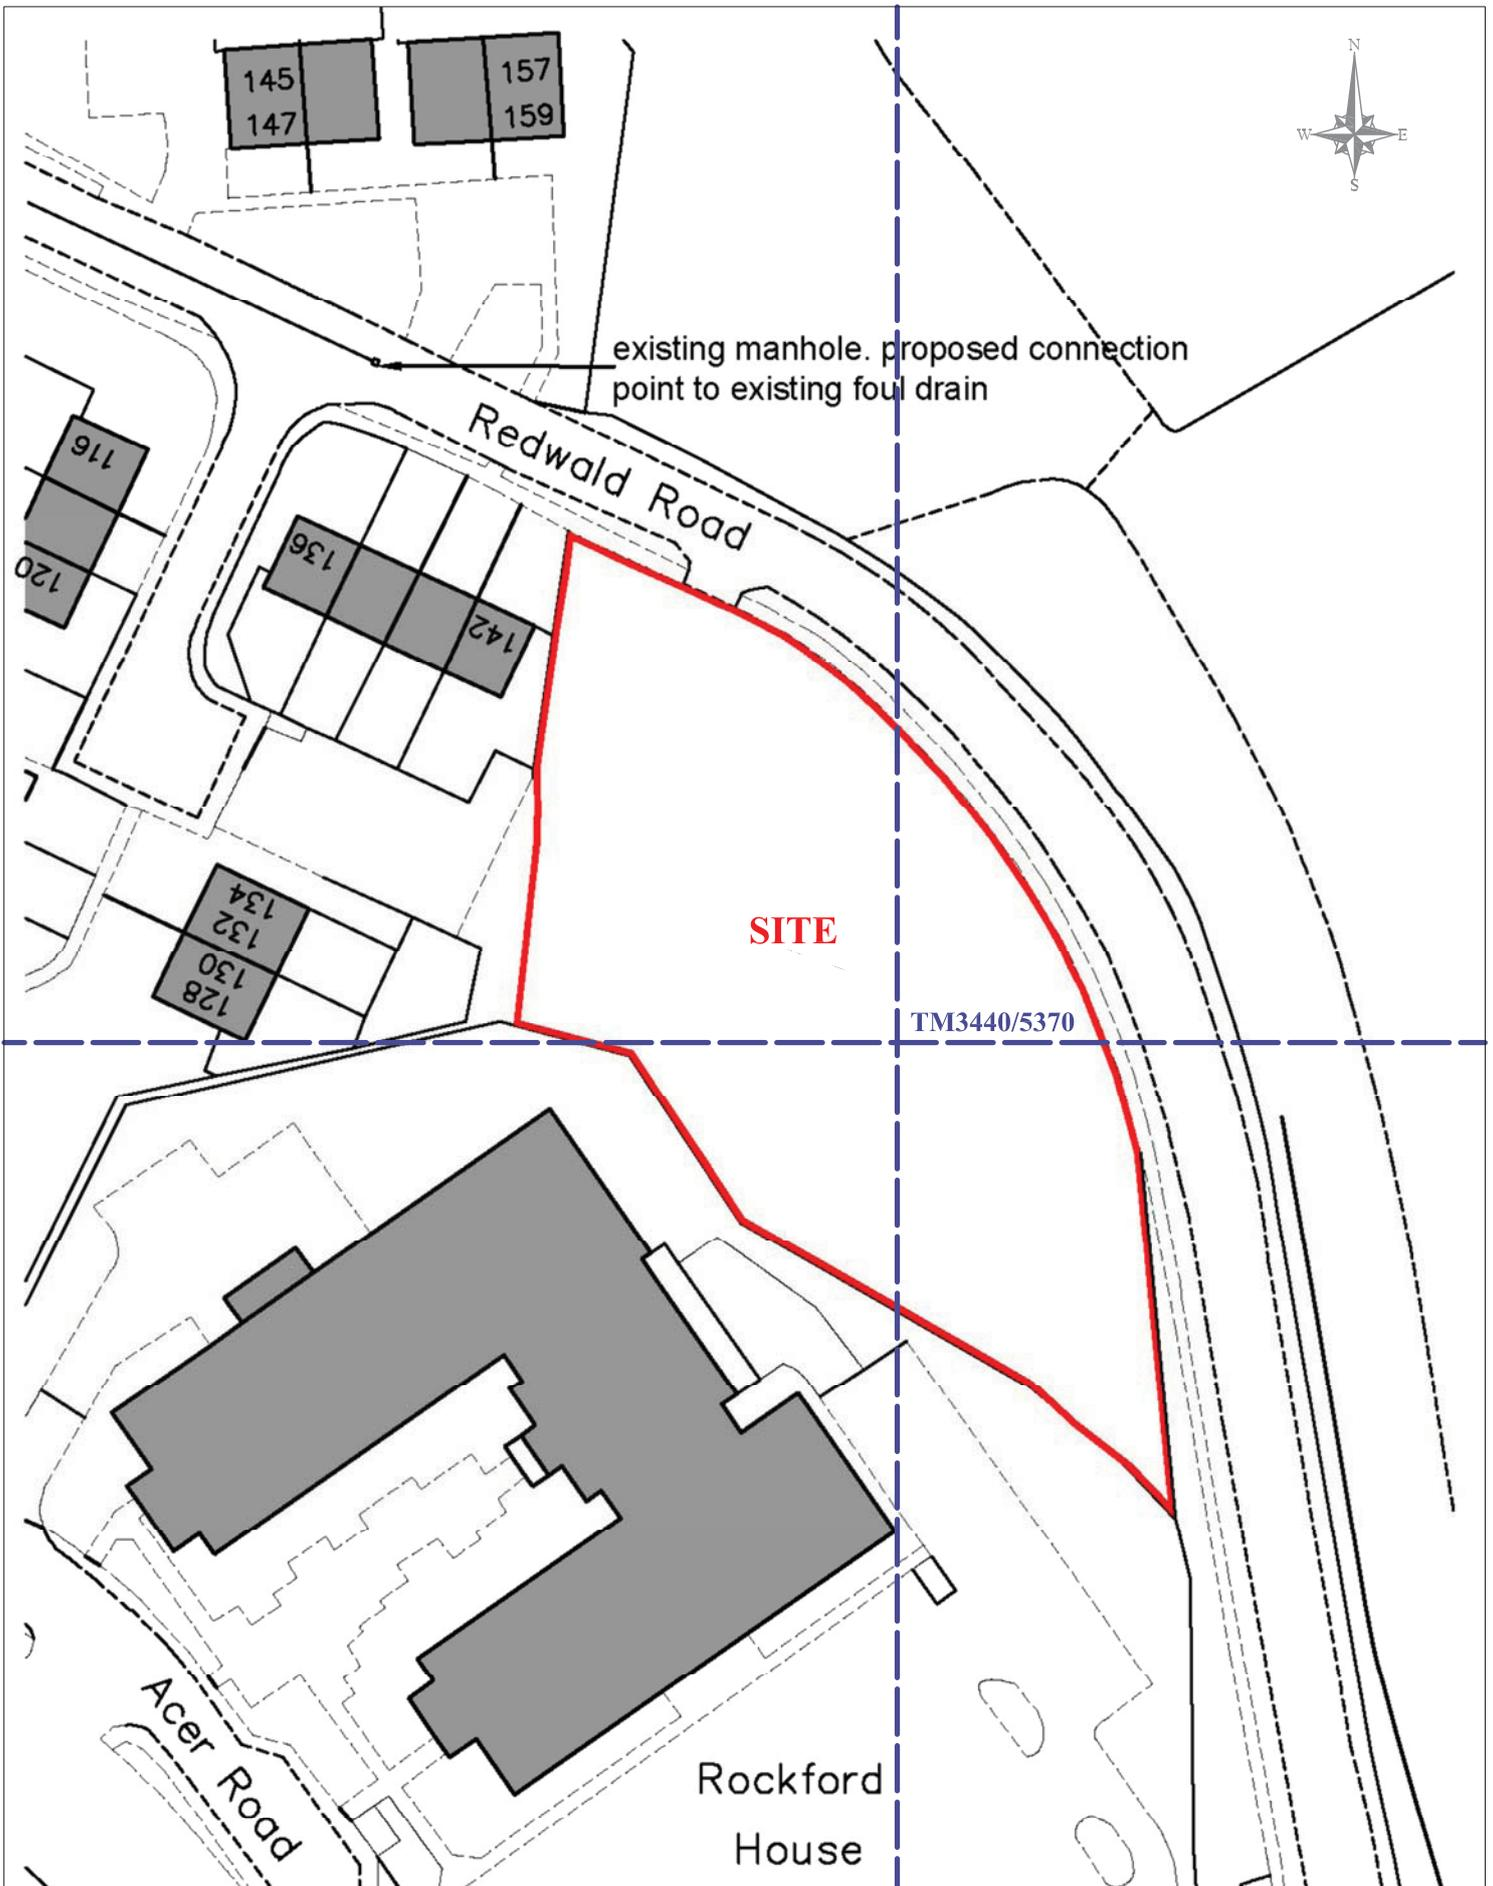 145
147
157
159
N
W
E
S
existing manhole. proposed connection
point to existing foul drain
Redwald Road
116
120
136
142
SITE
134
132
130
128
TM3440/5370
Acer Road
Rockford
House